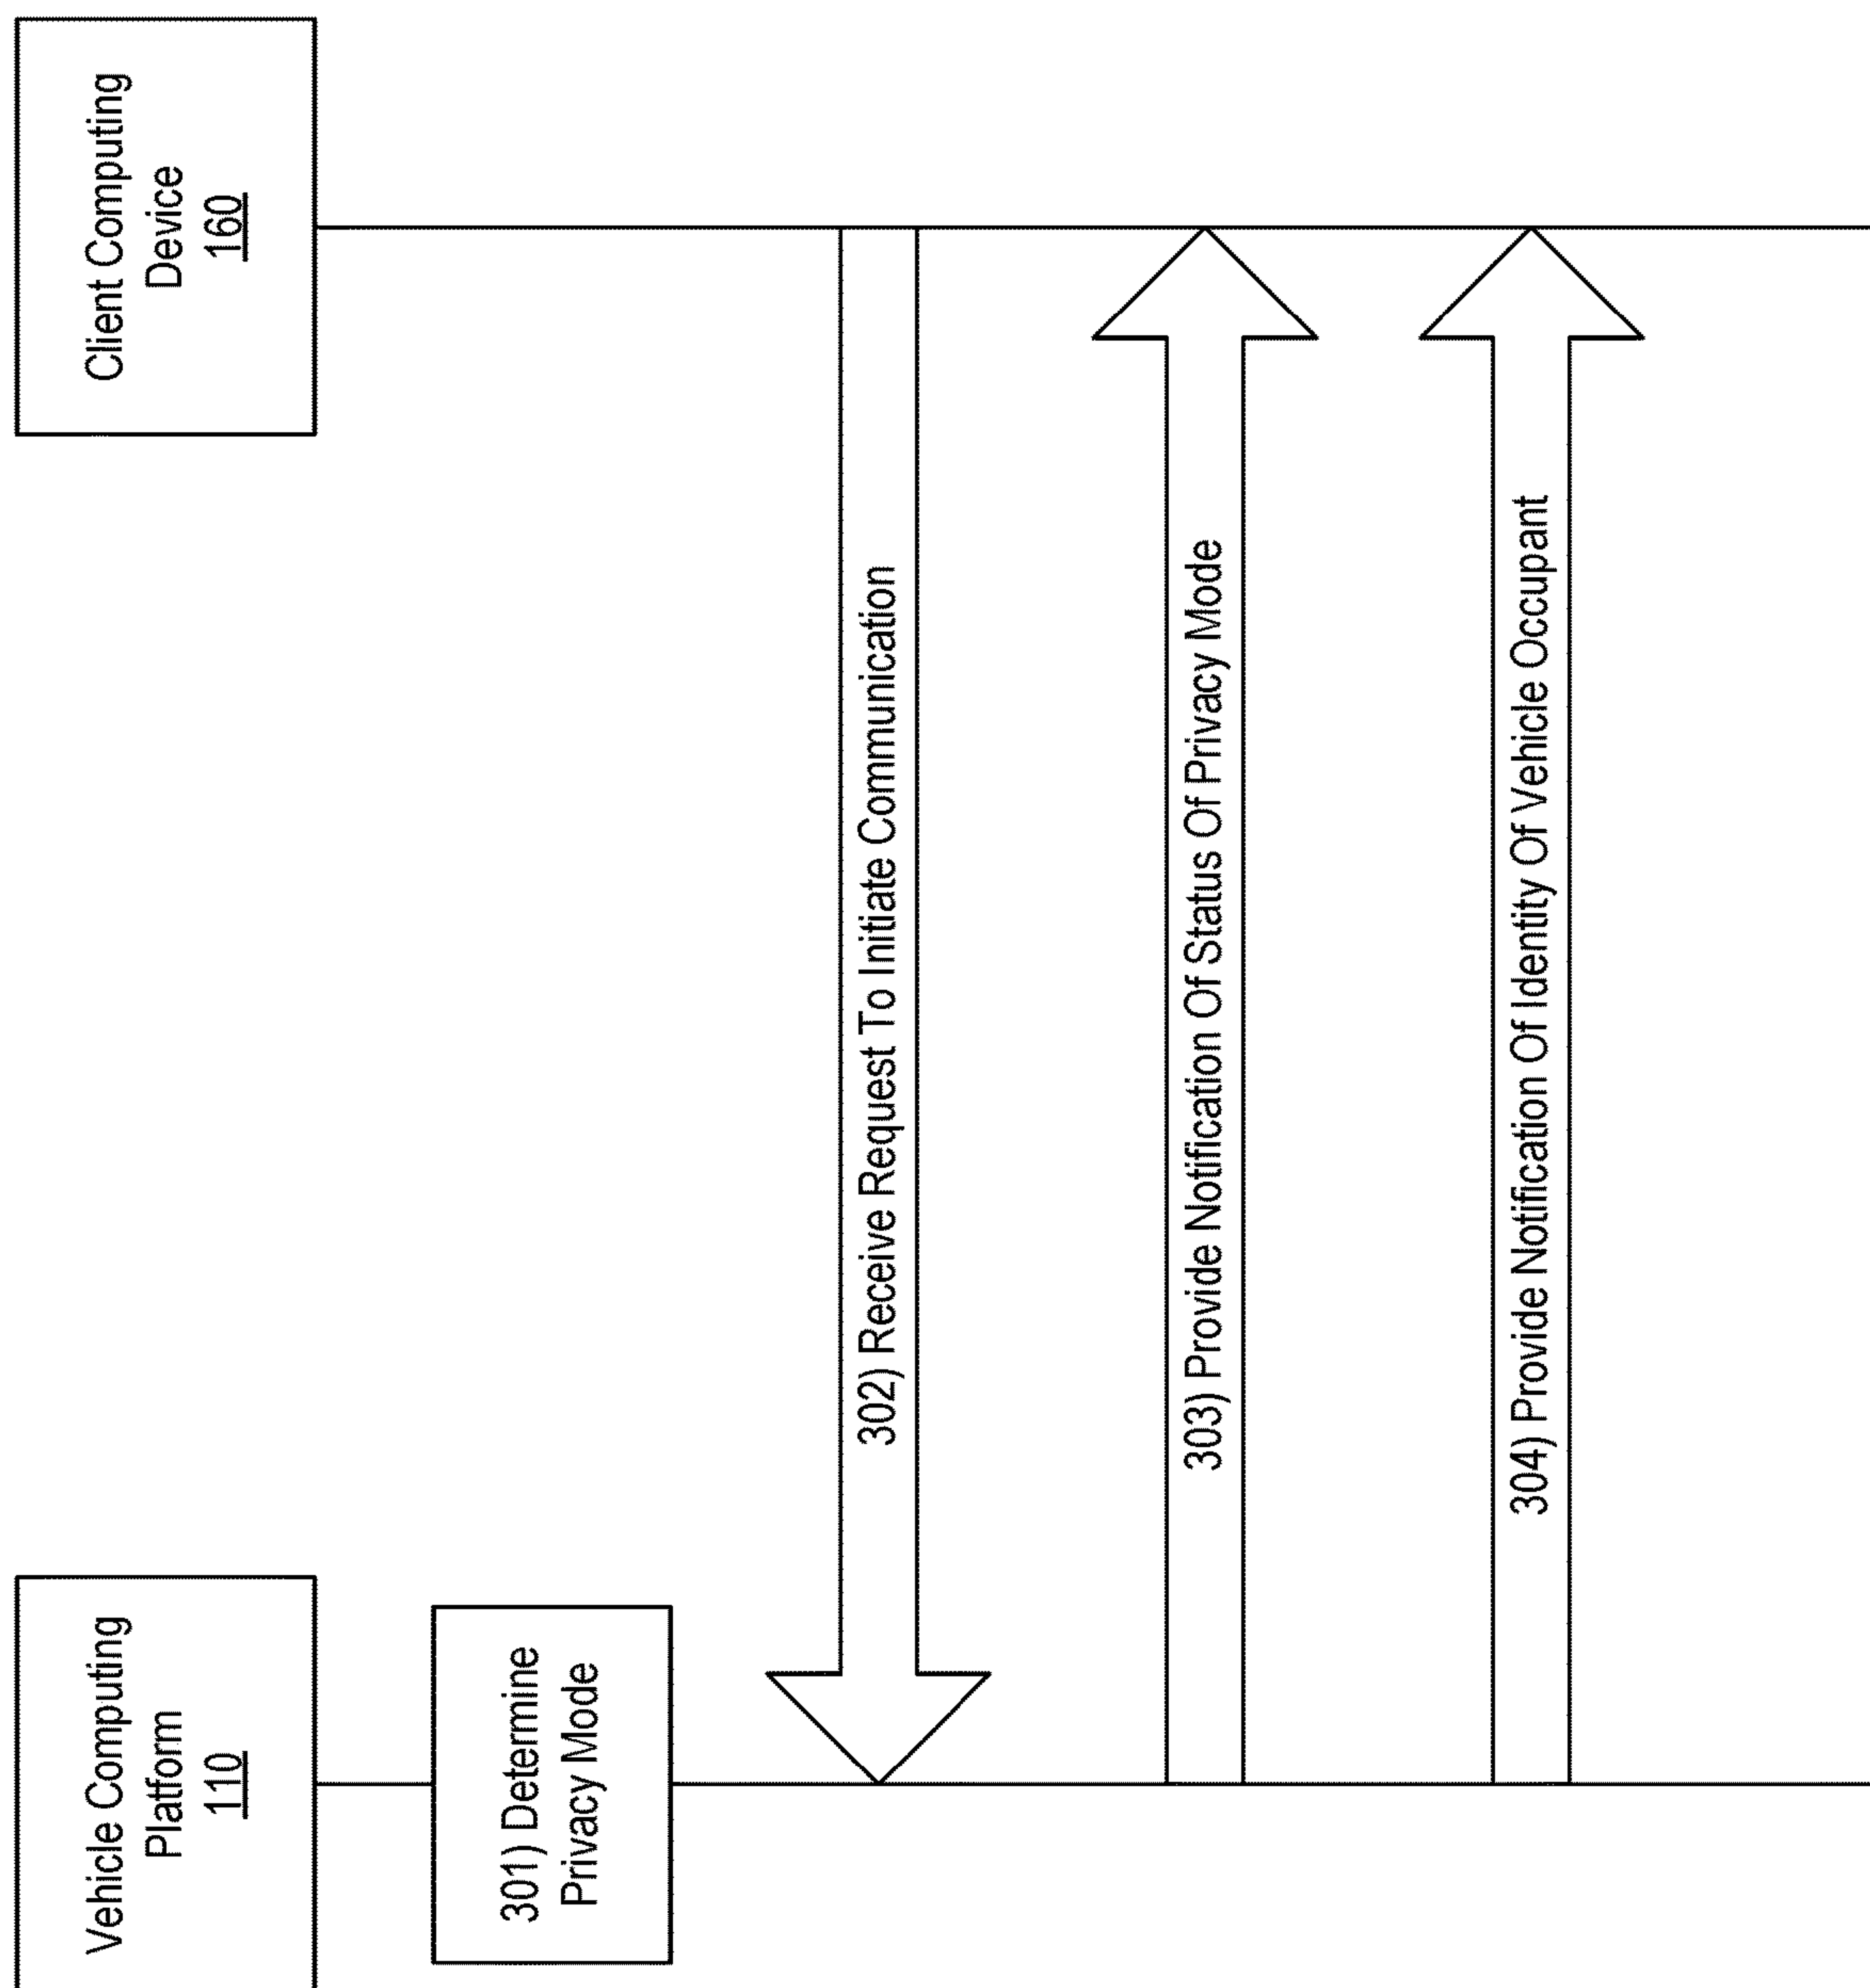 Vehicle Computing
Platform
110
Client Computing
Device
160
301) Determine
Privacy Mode
302) Receive Request To Initiate Communication
303) Provide Notification Of Status Of Privacy Mode
304) Provide Notification Of Identity Of Vehicle Occupant